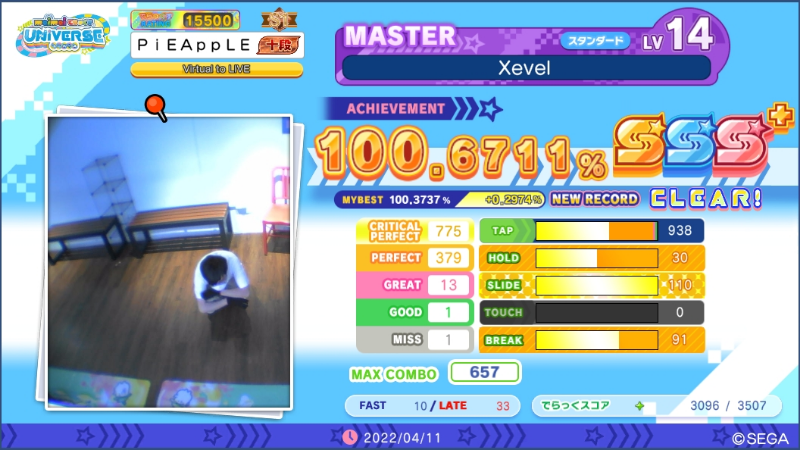 maimai でらっくす
UNiVERSE
15500
PiEAppLE 十段
Virtual to LIVE
MASTER スタンダード LV 14
Xevel
ACHIEVEMENT
100.6711% SSS+
MYBEST 100.3737% +0.2974% NEW RECORD CLEAR!
CRITICAL PERFECT 775 TAP 938
PERFECT 379 HOLD 30
GREAT 13 SLIDE 110
GOOD 1 TOUCH 0
MISS 1 BREAK 91
MAX COMBO 657
FAST 10 / LATE 33 でらっくスコア 3096 / 3507
2022/04/11 ©SEGA